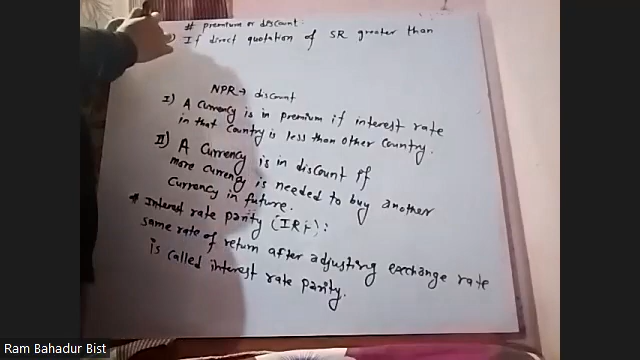 # premium or discount.
If direct quotation of SR greater than
NPR → discount
I) A currency is in premium if interest rate
in that country is less than other country.
II) A currency is in discount if
more currency is needed to buy another
currency in future.
# Interest rate parity (IRP):
same rate of return after adjusting exchange rate
is called interest rate parity.
Ram Bahadur Bist